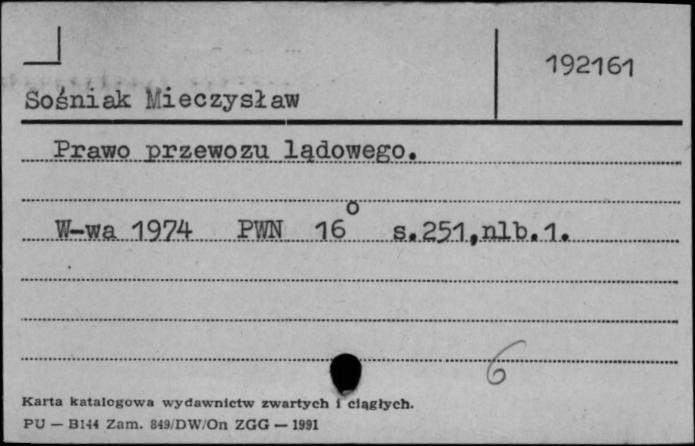 192161
Sośniak Mieczysław
Prawo przewozu lądowego.
W-wa 1974 PWN 16° s.251,nlb.1.
6
Karta katalogowa wydawnictw zwartych i ciągłych.
PU — B144 Zam. 849/DW/On ZGG — 1991